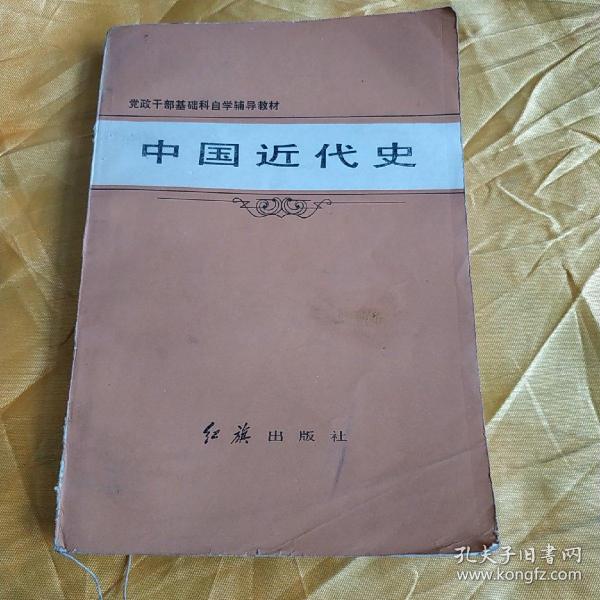 党政干部基础科自学辅导教材
中国近代史
红旗出版社
孔夫子旧书网
www.kongfz.com